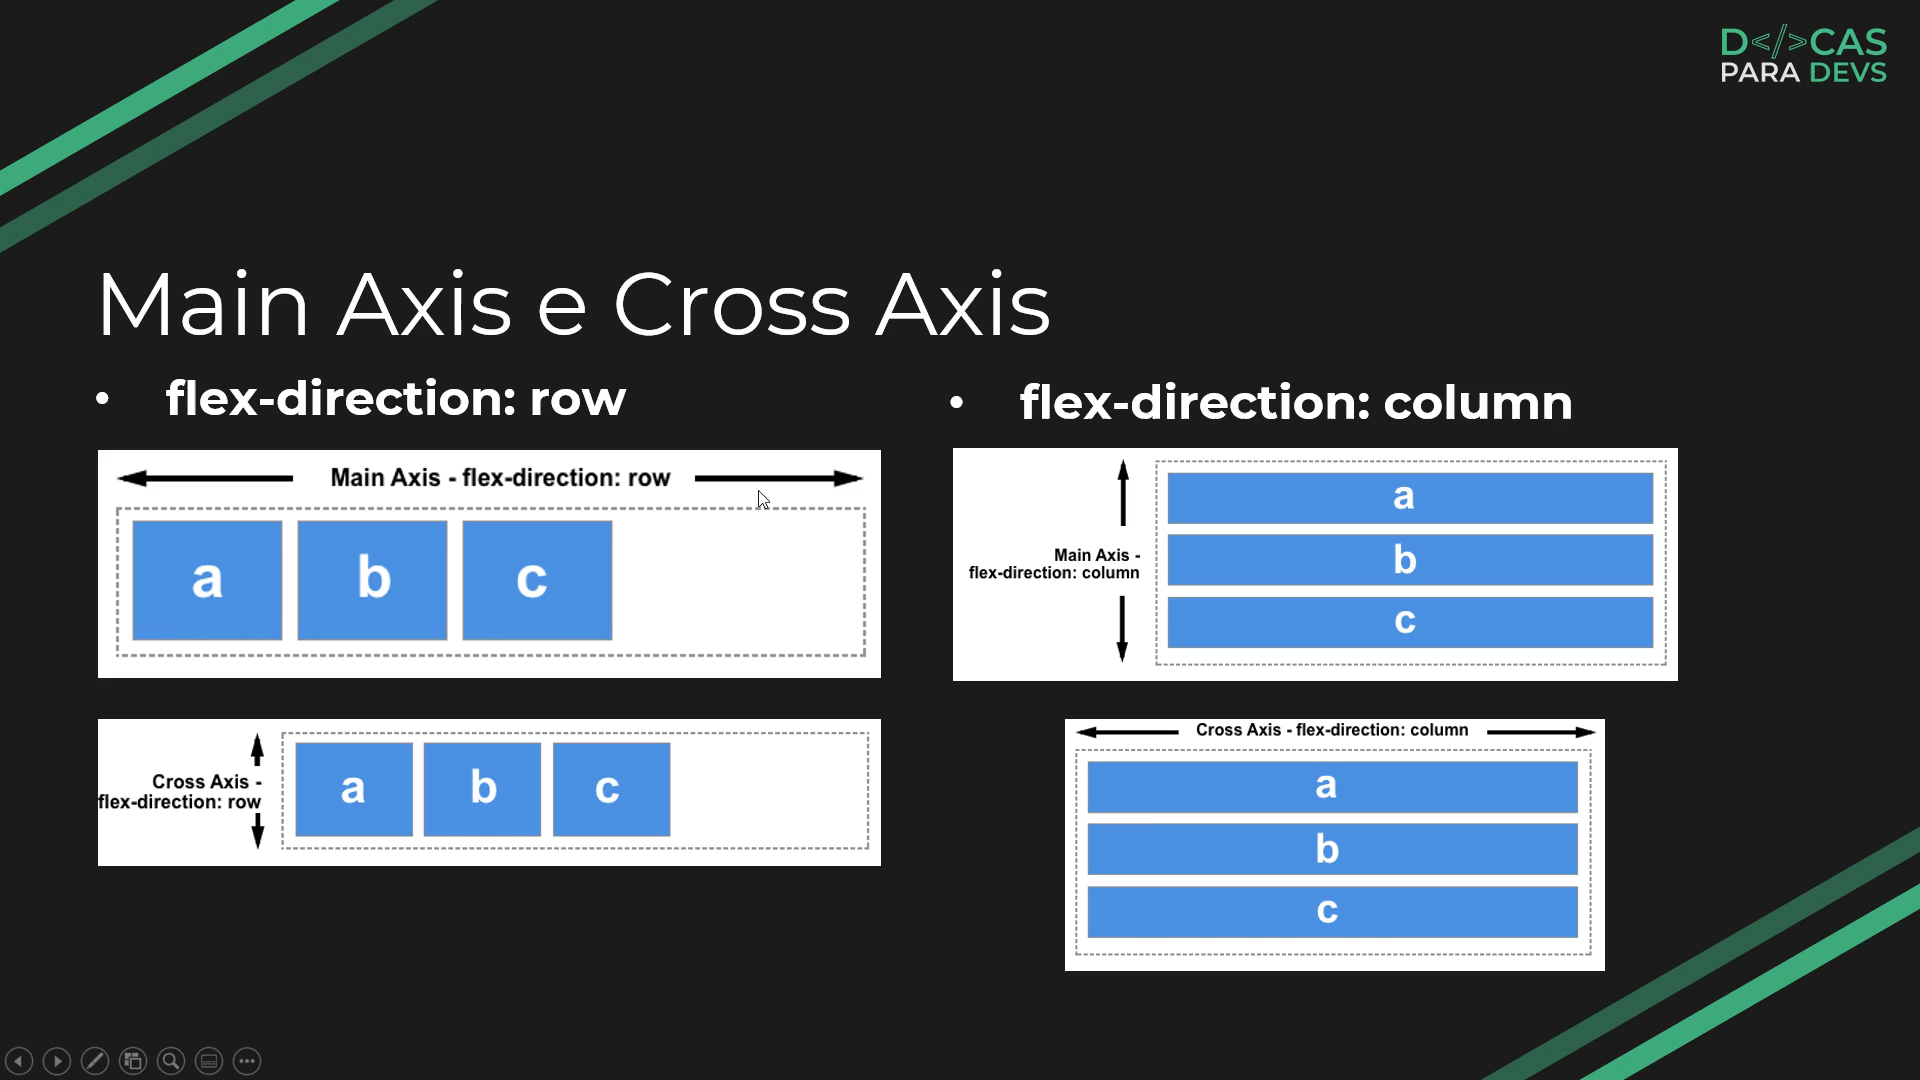 D</>CAS
PARA DEVS
Main Axis e Cross Axis
• flex-direction: row
Main Axis - flex-direction: row
a b c
Cross Axis -
flex-direction: row
a b c
• flex-direction: column
Main Axis -
flex-direction: column
a
b
c
Cross Axis - flex-direction: column
a
b
c